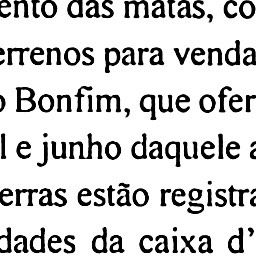 ento das matas, co
errenos para venda
o Bonfim, que ofer
l e junho daquele a
erras estão registra
dades da caixa d'